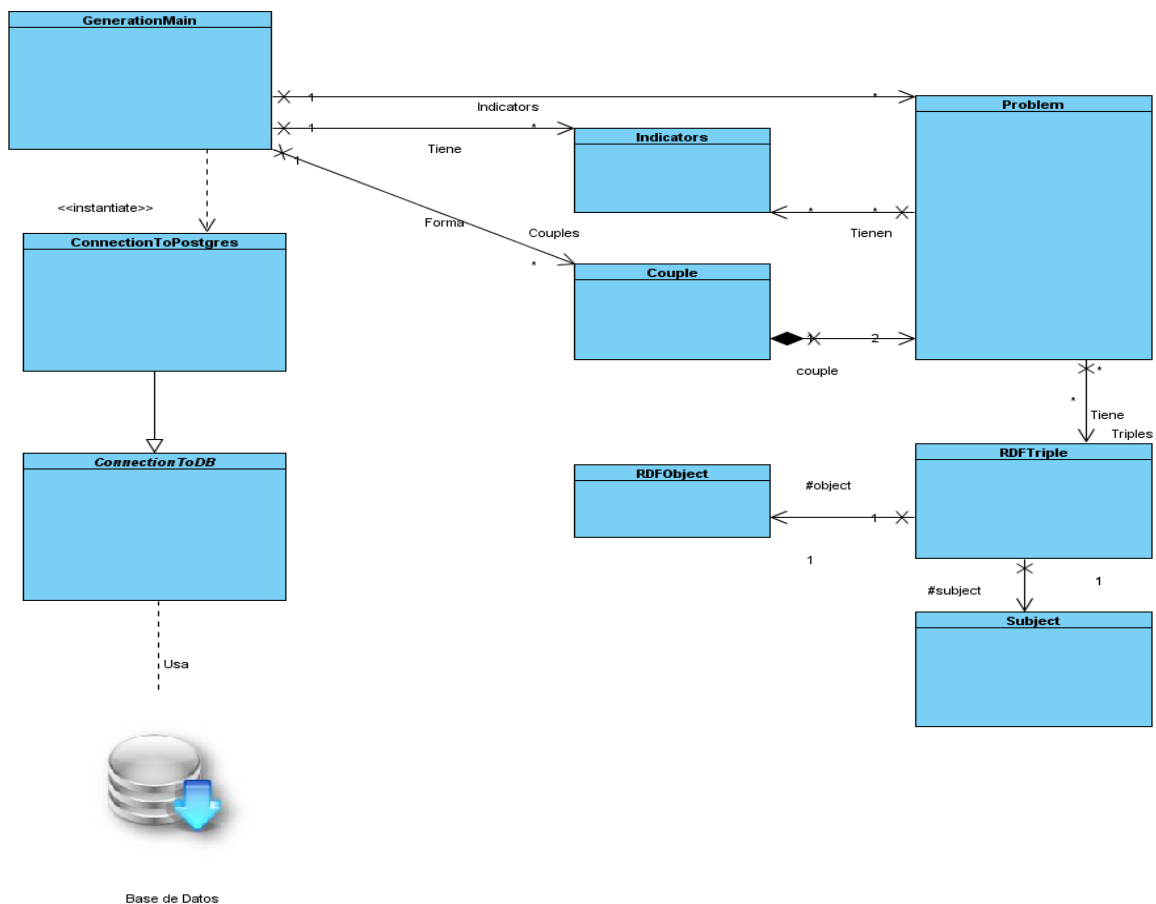 GenerationMain
1
*
Indicators
Problem
1
*
Tiene
Indicators
1
Forma
Couples
*
*
*
Tienen
<<instantiate>>
ConnectionToPostgres
Couple
1
2
couple
*
*
Tiene
Triples
ConnectionToDB
RDFObject
#object
1
1
RDFTriple
#subject
1
Subject
Usa
Base de Datos